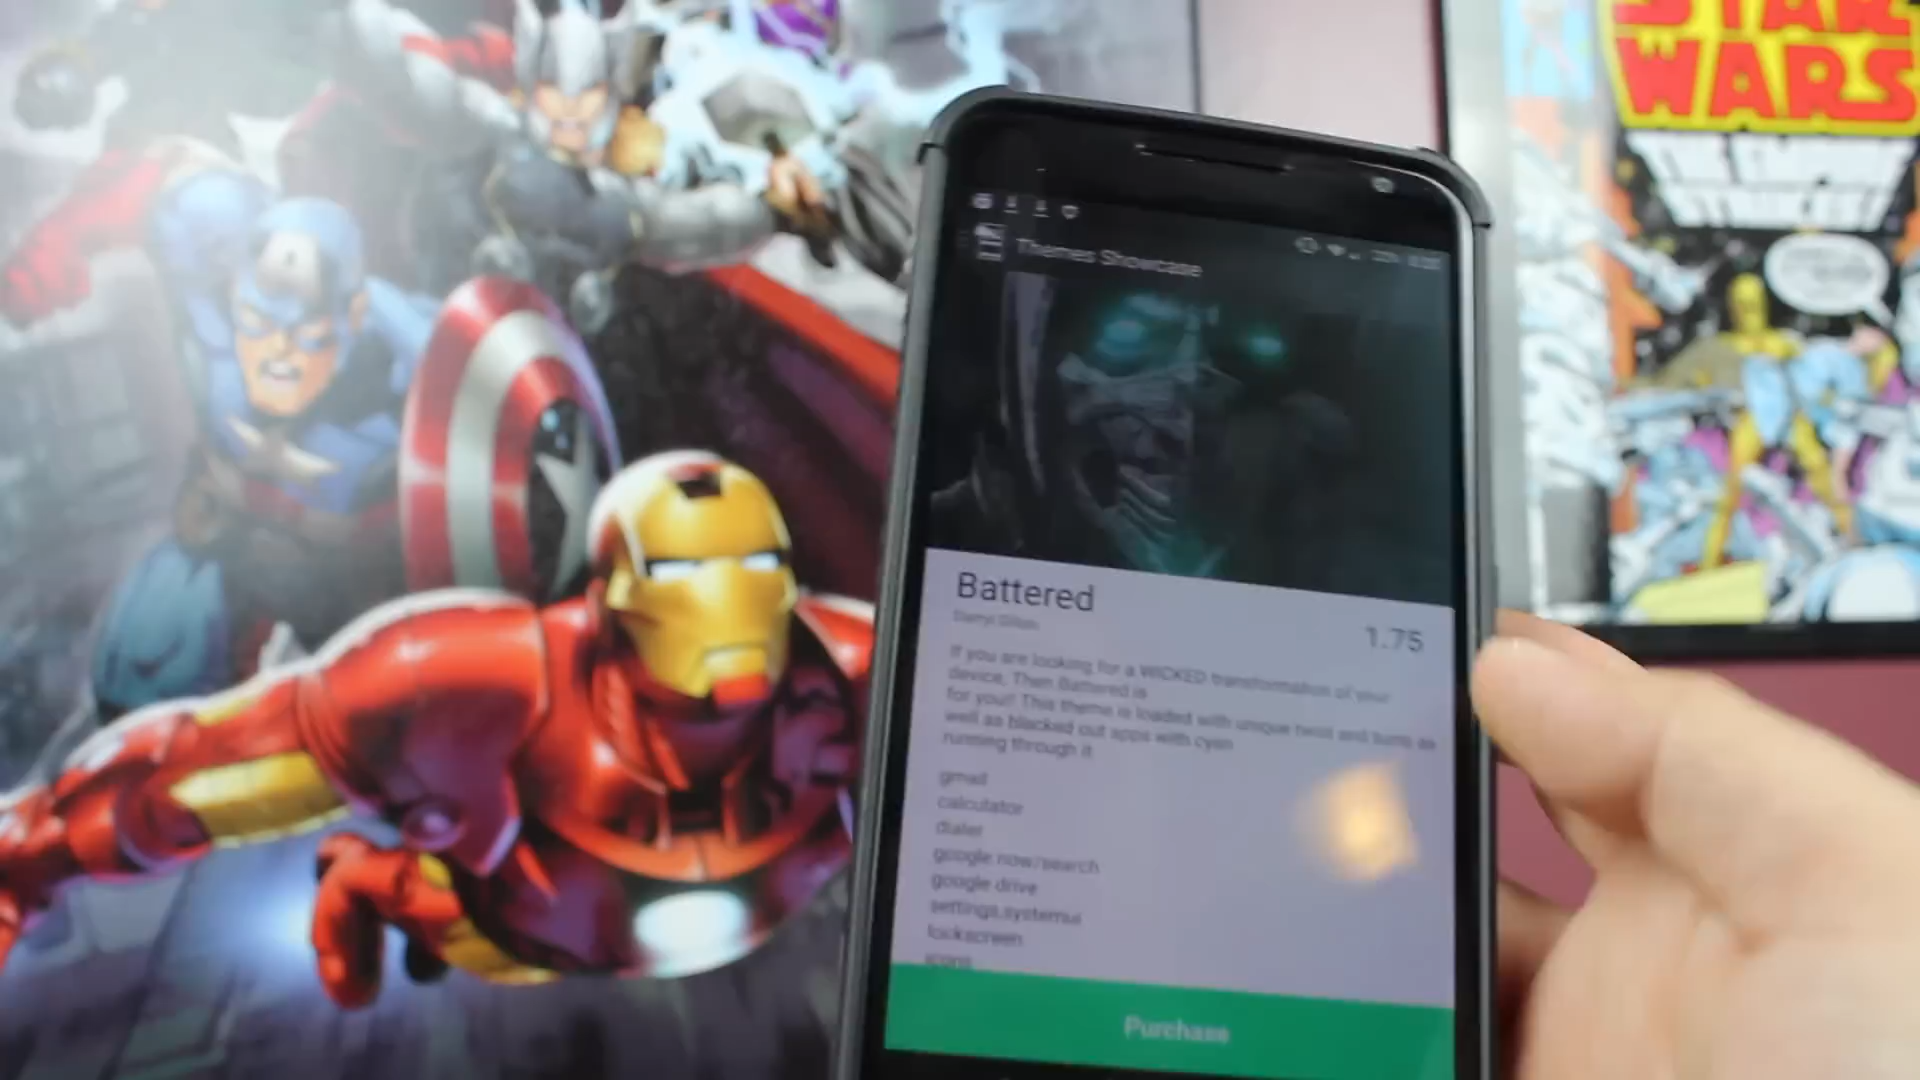 STAR
WARS
Themes Showcase
Battered
1.75
If you are looking for a WICKED transformation of your
device, Then Battered is
for you!! This theme is loaded with unique twist and turns as
well as blacked out apps with cyan
running through it
gmail
calculator
dialer
google now/search
google drive
settings,systemui
lockscreen
icons
Purchase